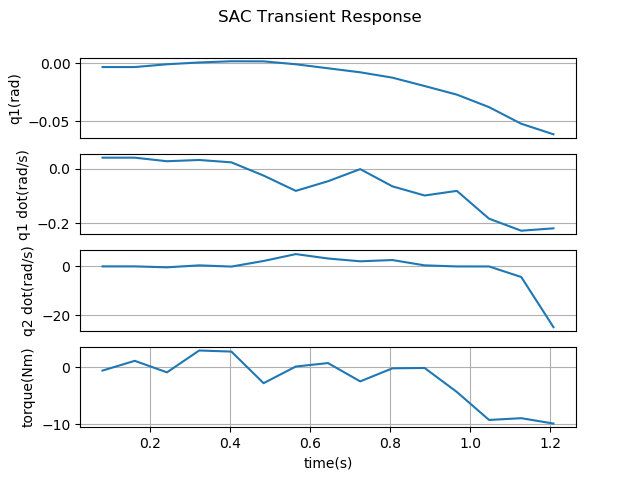 SAC Transient Response
0.00
−0.05
q1(rad)
0.0
−0.2
q1 dot(rad/s)
0
−20
q2 dot(rad/s)
0
−10
torque(Nm)
0.2 0.4 0.6 0.8 1.0 1.2
time(s)